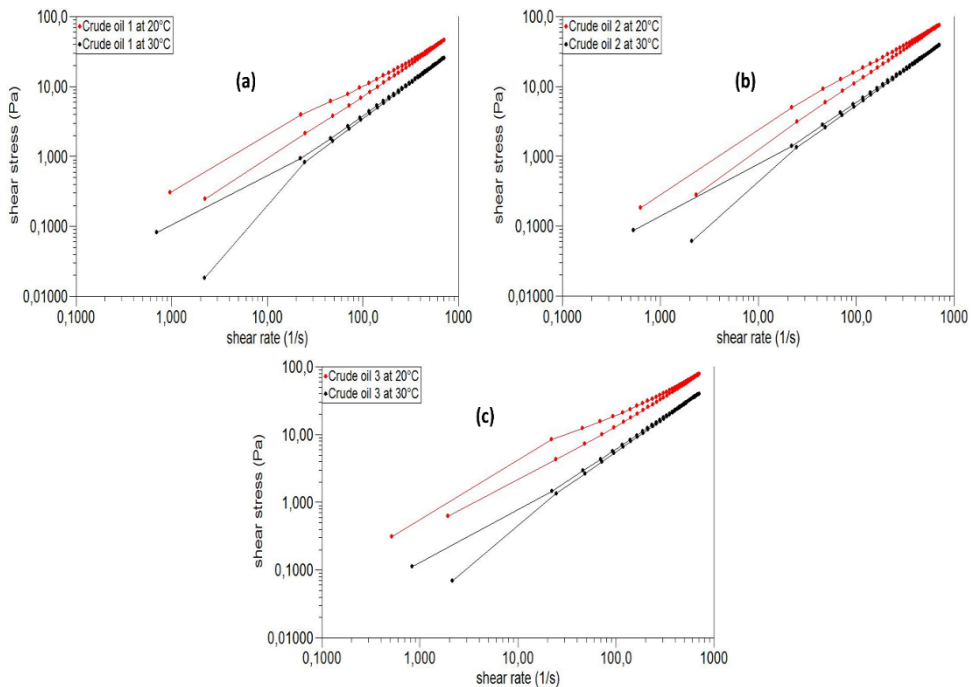 100,0
10,00
1,000
0,1000
0,01000
shear stress (Pa)
Crude oil 1 at 20°C
Crude oil 1 at 30°C
(a)
0,1000 1,000 10,00 100,0 1000
shear rate (1/s)
100,0
10,00
1,000
0,1000
0,01000
shear stress (Pa)
Crude oil 2 at 20°C
Crude oil 2 at 30°C
(b)
0,1000 1,000 10,00 100,0 1000
shear rate (1/s)
100,0
10,00
1,000
0,1000
0,01000
shear stress (Pa)
Crude oil 3 at 20°C
Crude oil 3 at 30°C
(c)
0,1000 1,000 10,00 100,0 1000
shear rate (1/s)